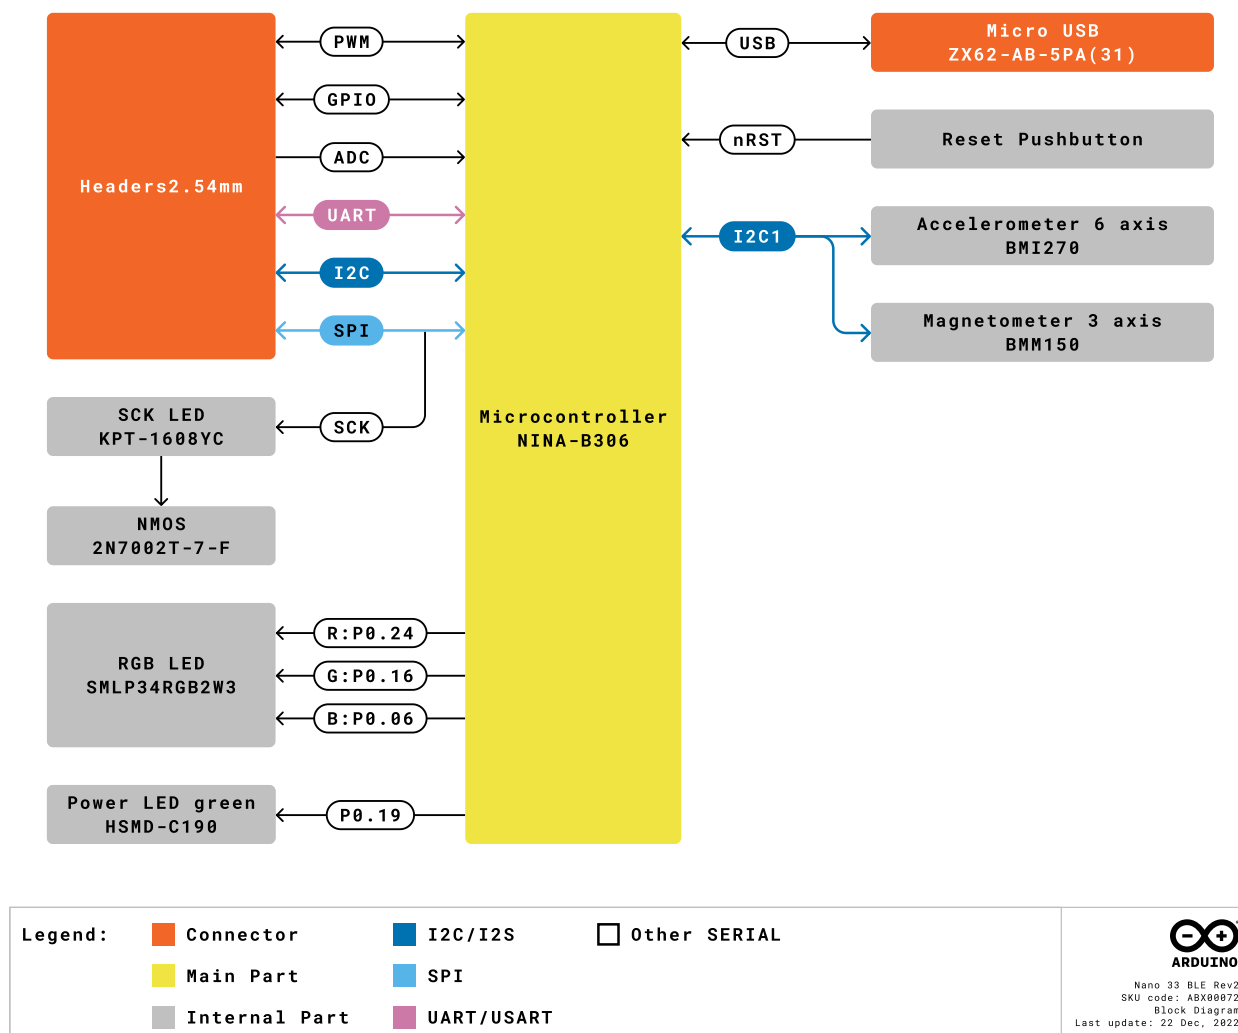 Headers2.54mm
PWM
GPIO
ADC
UART
I2C
SPI
SCK LED
KPT-1608YC
SCK
NMOS
2N7002T-7-F
RGB LED
SMLP34RGB2W3
R:P0.24
G:P0.16
B:P0.06
Power LED green
HSMD-C190
P0.19
Microcontroller
NINA-B306
USB
Micro USB
ZX62-AB-5PA(31)
nRST
Reset Pushbutton
I2C1
Accelerometer 6 axis
BMI270
Magnetometer 3 axis
BMM150
Legend:
Connector
Main Part
Internal Part
I2C/I2S
SPI
UART/USART
Other SERIAL
ARDUINO
Nano 33 BLE Rev2
SKU code: ABX00072
Block Diagram
Last update: 22 Dec, 2022